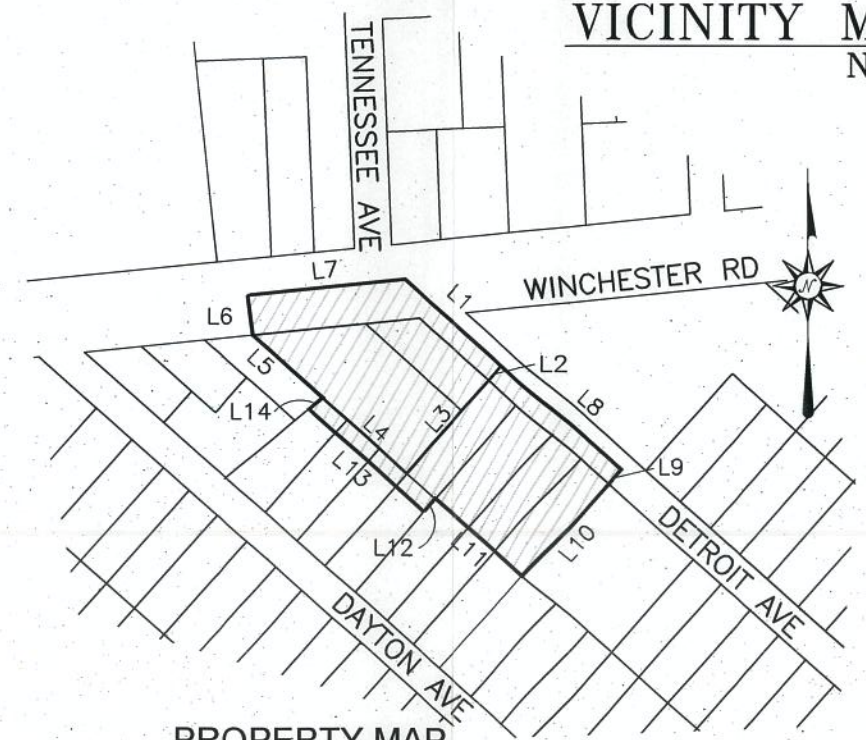 VICINITY M
N
TENNESSEE AVE
L7
WINCHESTER RD
L1
N
L6
L2
L5
L8
L14
L4
L3
L9
L13
L12
L11
L10
DETROIT AVE
DAYTON AVE
PROPERTY MAP